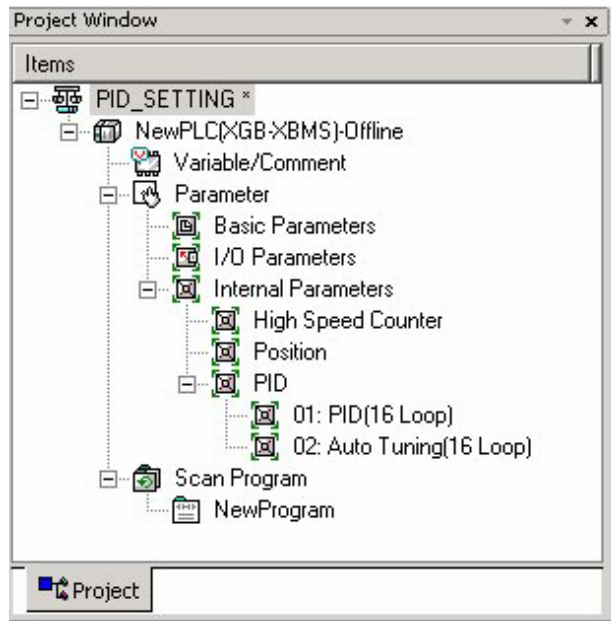 Project Window
Items
PID_SETTING *
NewPLC(XGB-XBMS)-Offline
Variable/Comment
Parameter
Basic Parameters
I/O Parameters
Internal Parameters
High Speed Counter
Position
PID
01: PID(16 Loop)
02: Auto Tuning(16 Loop)
Scan Program
NewProgram
Project